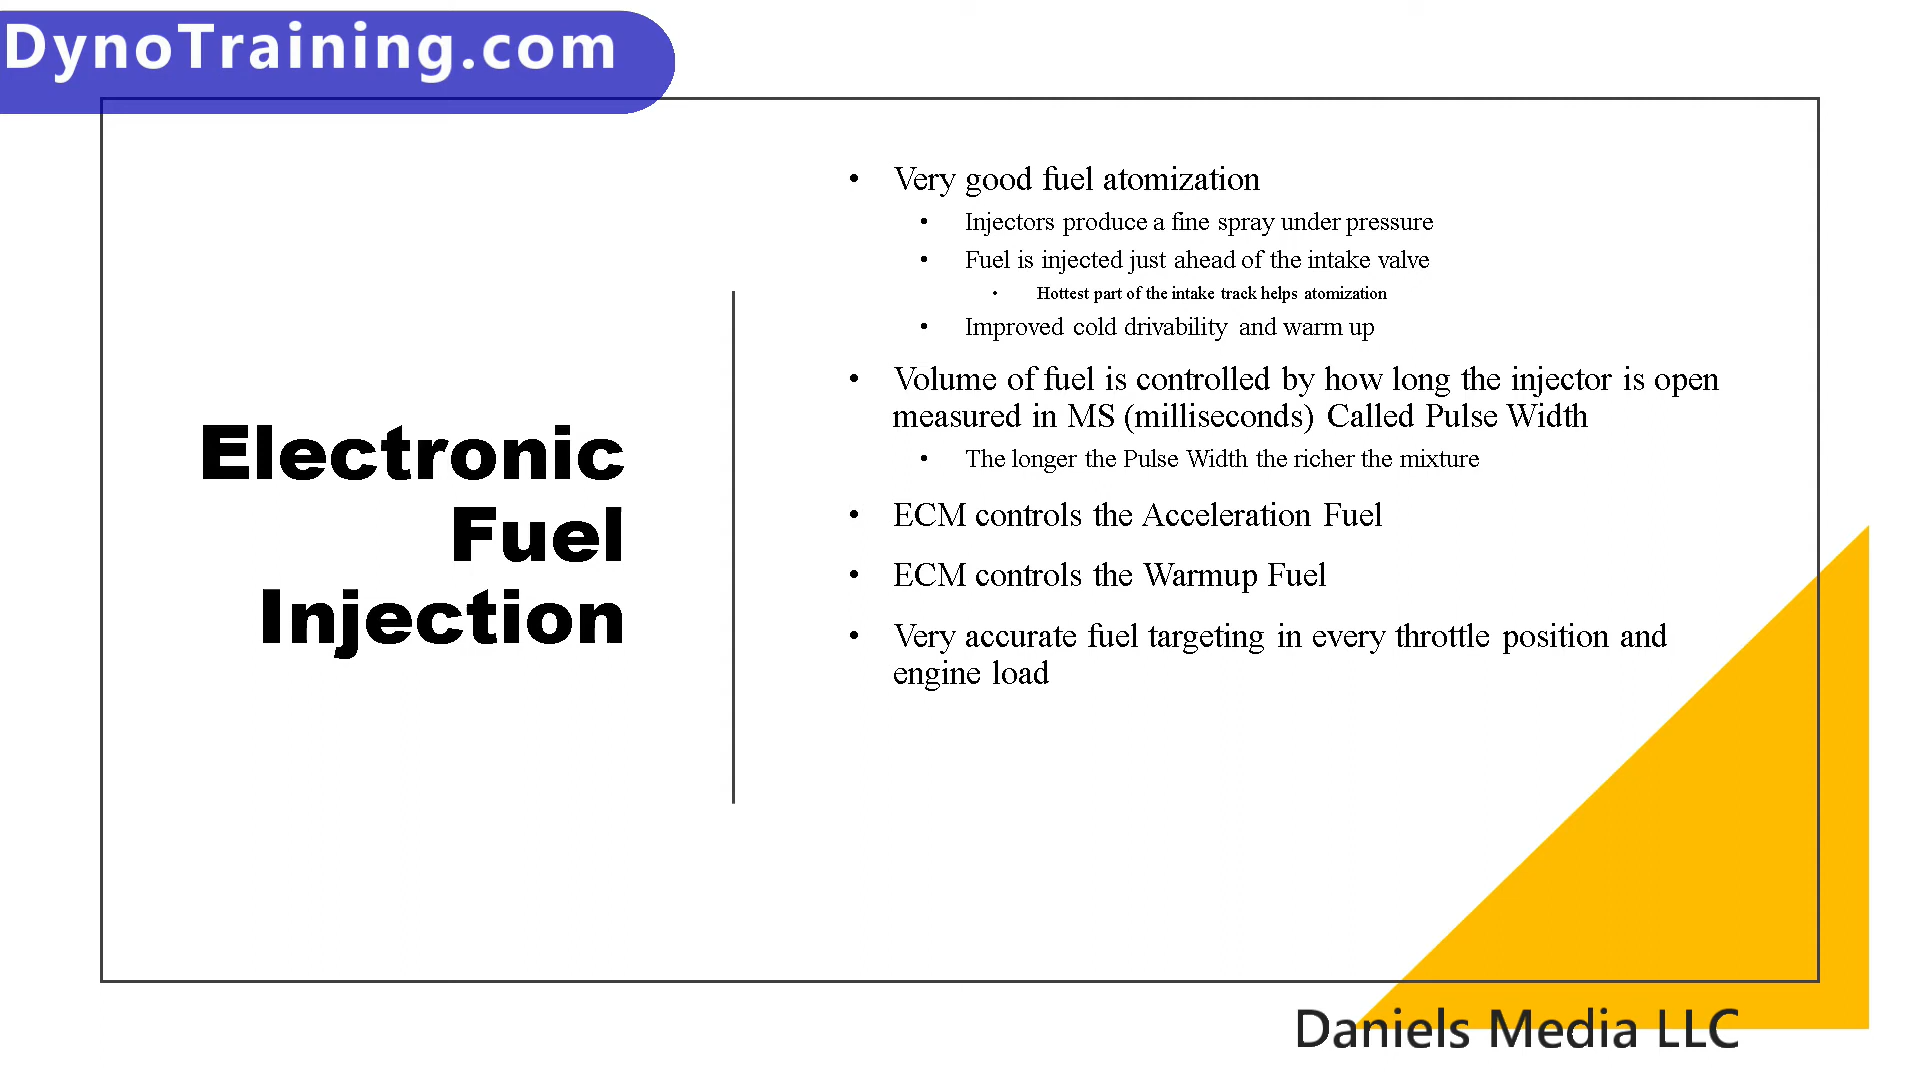 DynoTraining.com
Electronic
Fuel
Injection
• Very good fuel atomization
• Injectors produce a fine spray under pressure
• Fuel is injected just ahead of the intake valve
• Hottest part of the intake track helps atomization
• Improved cold drivability and warm up
• Volume of fuel is controlled by how long the injector is open
measured in MS (milliseconds) Called Pulse Width
• The longer the Pulse Width the richer the mixture
• ECM controls the Acceleration Fuel
• ECM controls the Warmup Fuel
• Very accurate fuel targeting in every throttle position and
engine load
Daniels Media LLC